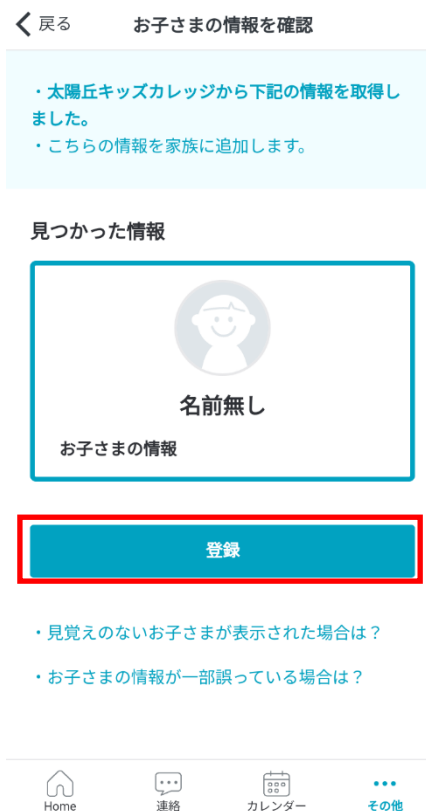 戻る お子さまの情報を確認
・太陽丘キッズカレッジから下記の情報を取得し
ました。
・こちらの情報を家族に追加します。
見つかった情報
名前無し
お子さまの情報
登録
・見覚えのないお子さまが表示された場合は？
・お子さまの情報が一部誤っている場合は？
Home 連絡 カレンダー その他